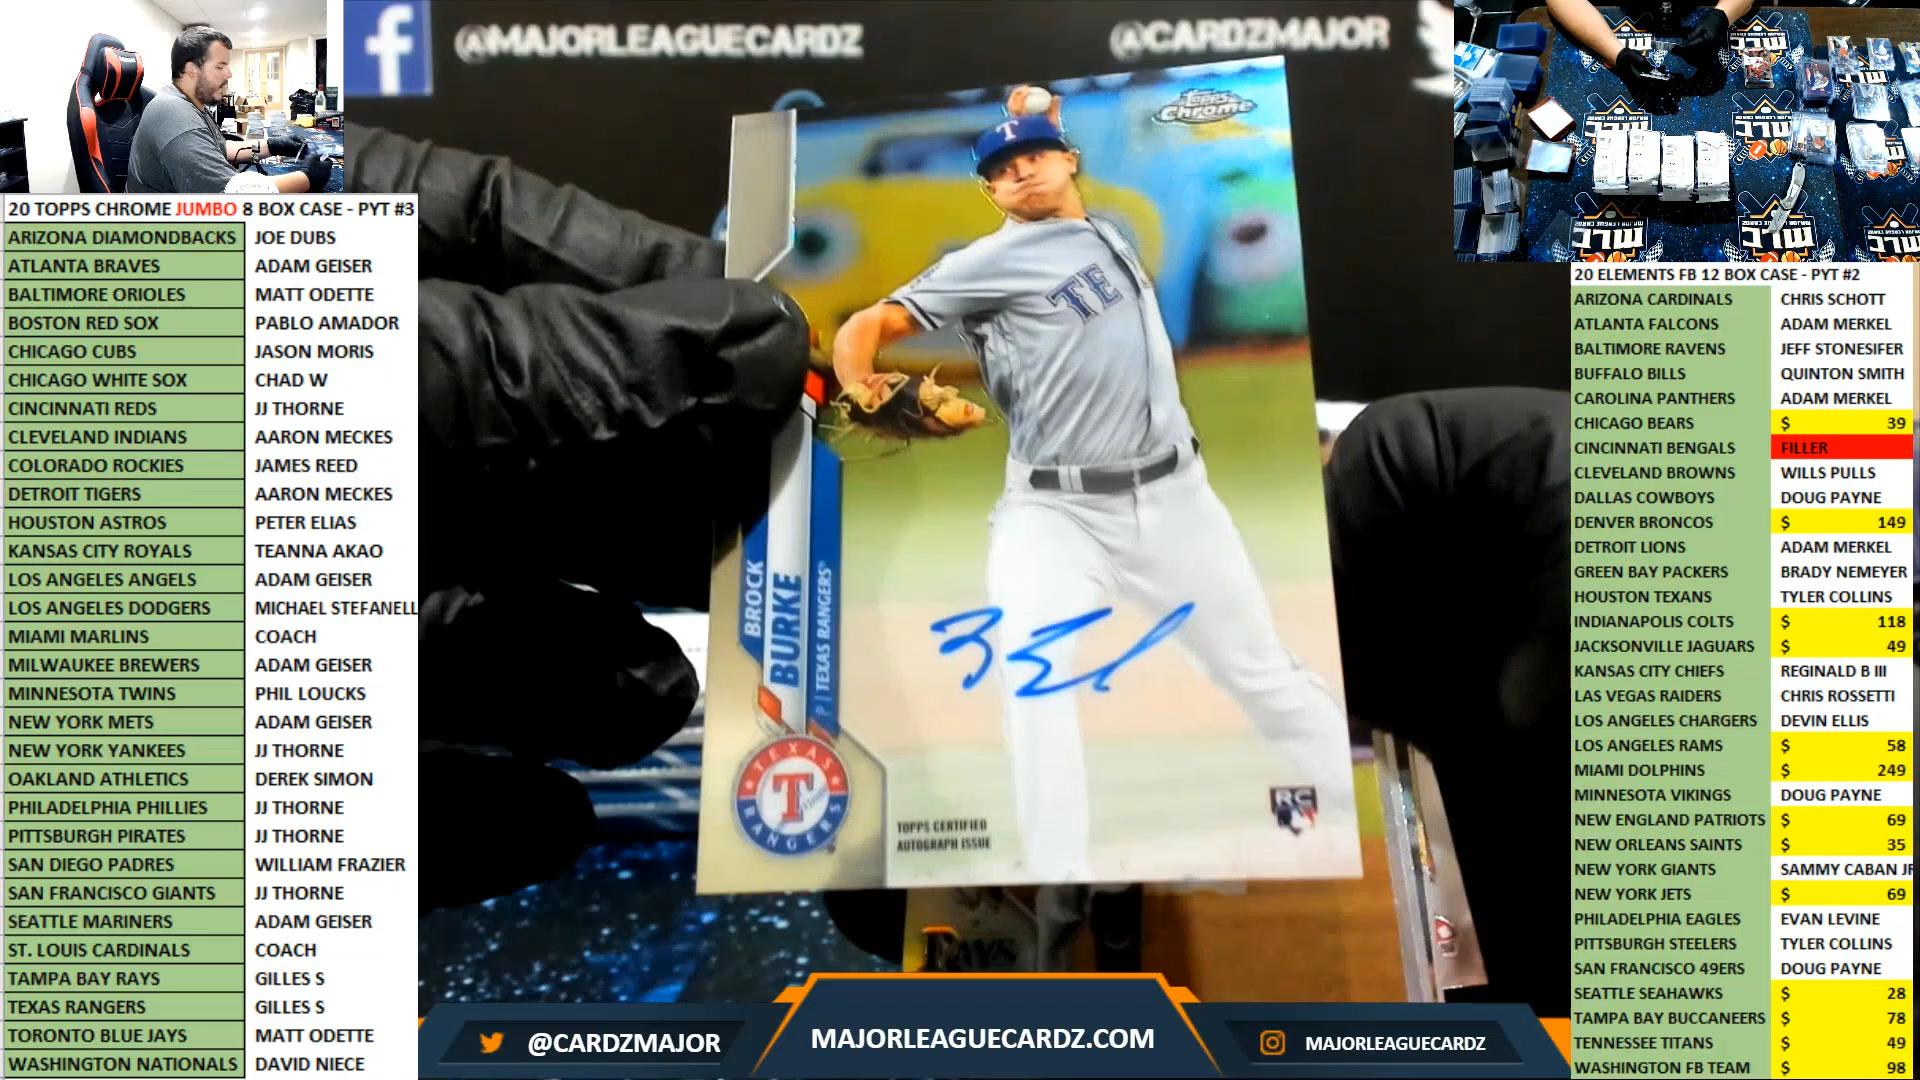 @MAJORLEAGUECARDZ
@CARDZMAJOR
20 TOPPS CHROME JUMBO 8 BOX CASE - PYT #3
ARIZONA DIAMONDBACKS JOE DUBS
ATLANTA BRAVES ADAM GEISER
BALTIMORE ORIOLES MATT ODETTE
BOSTON RED SOX PABLO AMADOR
CHICAGO CUBS JASON MORIS
CHICAGO WHITE SOX CHAD W
CINCINNATI REDS JJ THORNE
CLEVELAND INDIANS AARON MECKES
COLORADO ROCKIES JAMES REED
DETROIT TIGERS AARON MECKES
HOUSTON ASTROS PETER ELIAS
KANSAS CITY ROYALS TEANNA AKAO
LOS ANGELES ANGELS ADAM GEISER
LOS ANGELES DODGERS MICHAEL STEFANELL
MIAMI MARLINS COACH
MILWAUKEE BREWERS ADAM GEISER
MINNESOTA TWINS PHIL LOUCKS
NEW YORK METS ADAM GEISER
NEW YORK YANKEES JJ THORNE
OAKLAND ATHLETICS DEREK SIMON
PHILADELPHIA PHILLIES JJ THORNE
PITTSBURGH PIRATES JJ THORNE
SAN DIEGO PADRES WILLIAM FRAZIER
SAN FRANCISCO GIANTS JJ THORNE
SEATTLE MARINERS ADAM GEISER
ST. LOUIS CARDINALS COACH
TAMPA BAY RAYS GILLES S
TEXAS RANGERS GILLES S
TORONTO BLUE JAYS MATT ODETTE
WASHINGTON NATIONALS DAVID NIECE
Topps
Chrome
T
TE
BROCK
BURKE
P | TEXAS RANGERS
TEXAS
T
RANGERS
TOPPS CERTIFIED
AUTOGRAPH ISSUE
RC
RAYS
@CARDZMAJOR
MAJORLEAGUECARDZ.COM
MAJORLEAGUECARDZ
MLC
20 ELEMENTS FB 12 BOX CASE - PYT #2
ARIZONA CARDINALS CHRIS SCHOTT
ATLANTA FALCONS ADAM MERKEL
BALTIMORE RAVENS JEFF STONESIFER
BUFFALO BILLS QUINTON SMITH
CAROLINA PANTHERS ADAM MERKEL
CHICAGO BEARS $ 39
CINCINNATI BENGALS FILLER
CLEVELAND BROWNS WILLS PULLS
DALLAS COWBOYS DOUG PAYNE
DENVER BRONCOS $ 149
DETROIT LIONS ADAM MERKEL
GREEN BAY PACKERS BRADY NEMEYER
HOUSTON TEXANS TYLER COLLINS
INDIANAPOLIS COLTS $ 118
JACKSONVILLE JAGUARS $ 49
KANSAS CITY CHIEFS REGINALD B III
LAS VEGAS RAIDERS CHRIS ROSSETTI
LOS ANGELES CHARGERS DEVIN ELLIS
LOS ANGELES RAMS $ 58
MIAMI DOLPHINS $ 249
MINNESOTA VIKINGS DOUG PAYNE
NEW ENGLAND PATRIOTS $ 69
NEW ORLEANS SAINTS $ 35
NEW YORK GIANTS SAMMY CABAN JR
NEW YORK JETS $ 69
PHILADELPHIA EAGLES EVAN LEVINE
PITTSBURGH STEELERS TYLER COLLINS
SAN FRANCISCO 49ERS DOUG PAYNE
SEATTLE SEAHAWKS $ 28
TAMPA BAY BUCCANEERS $ 78
TENNESSEE TITANS $ 49
WASHINGTON FB TEAM $ 98